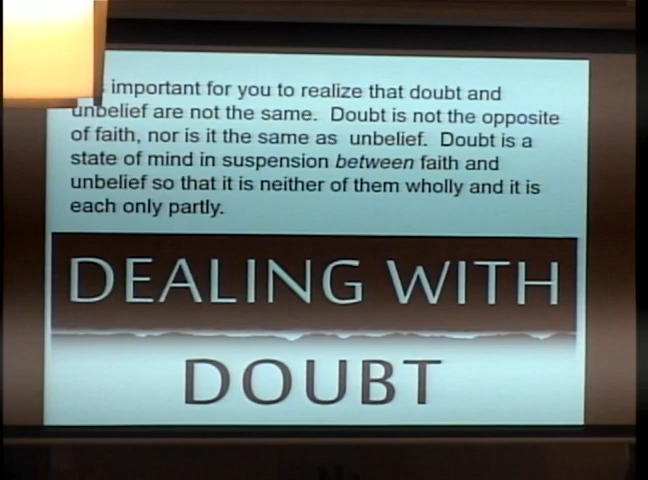 important for you to realize that doubt and
unbelief are not the same. Doubt is not the opposite
of faith, nor is it the same as unbelief. Doubt is a
state of mind in suspension between faith and
unbelief so that it is neither of them wholly and it is
each only partly.
DEALING WITH
DOUBT